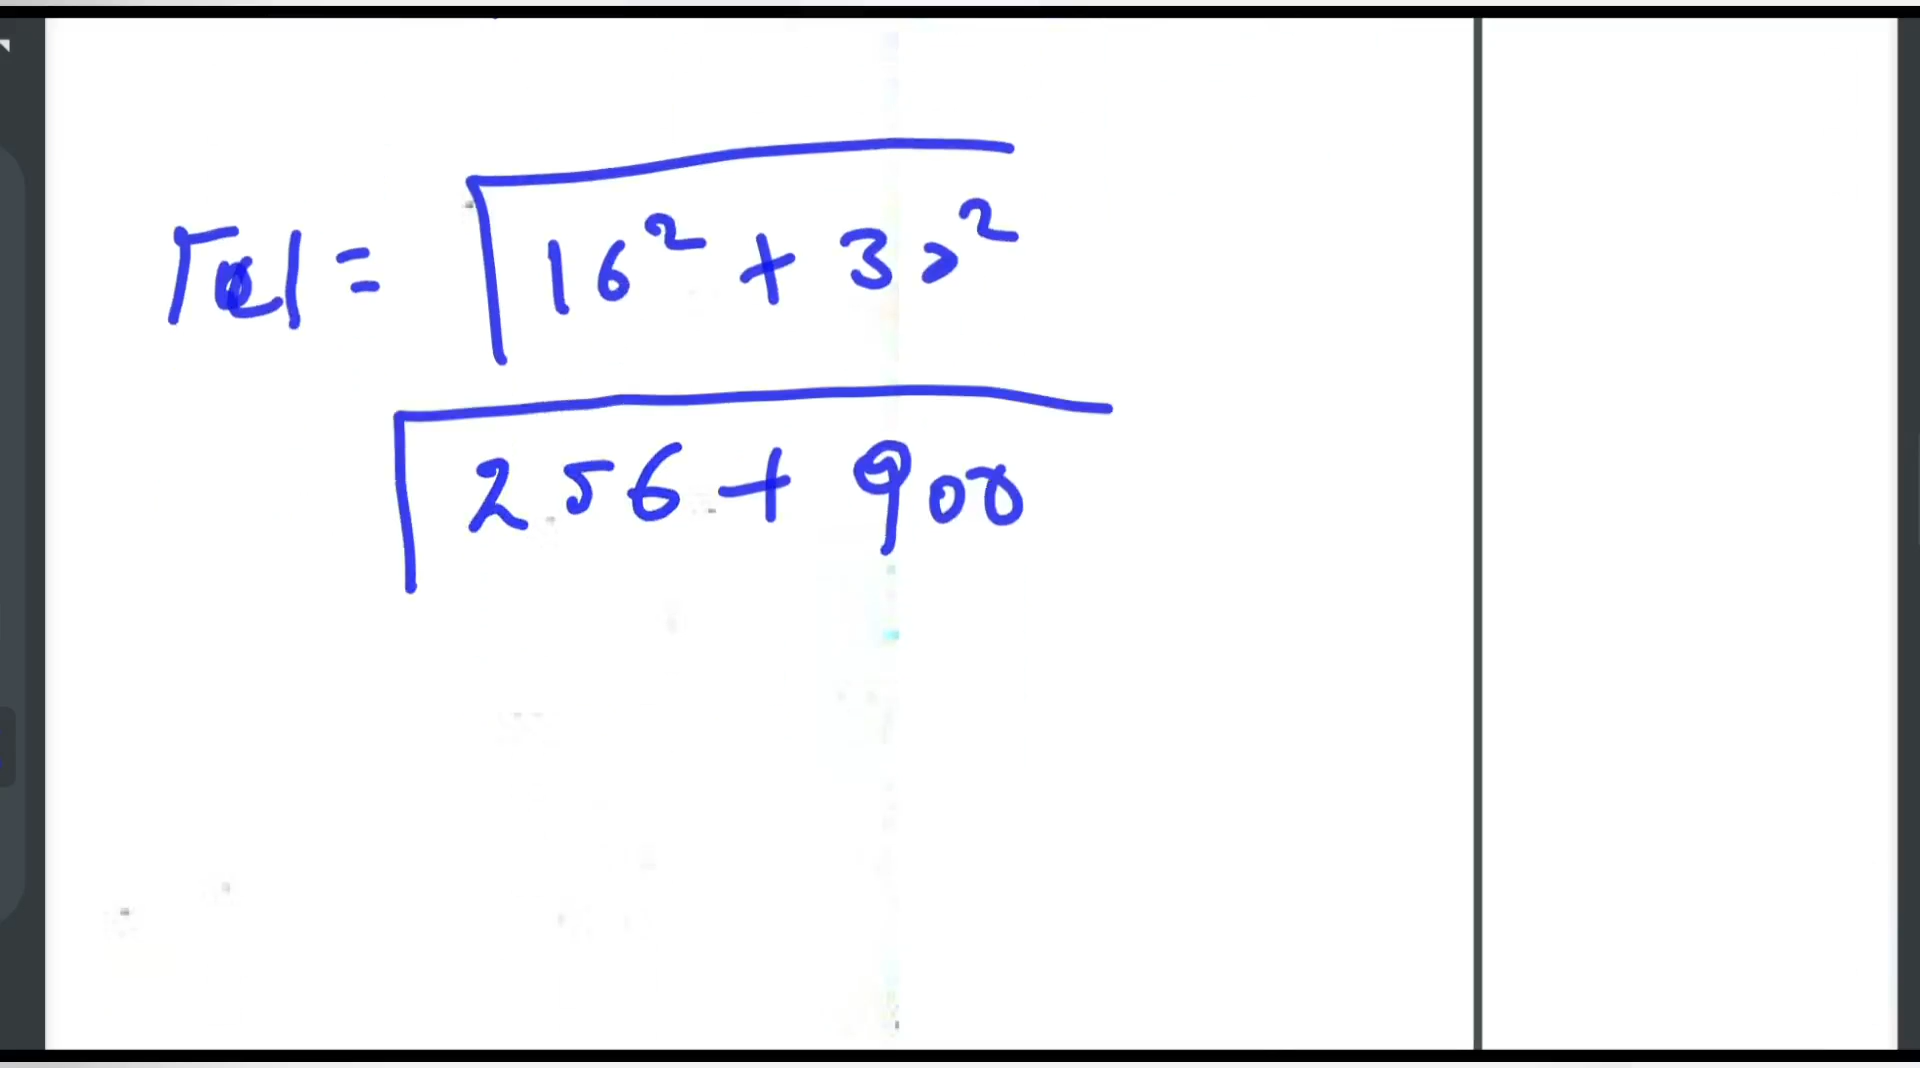 |a| = √16² + 30²
√256 + 900